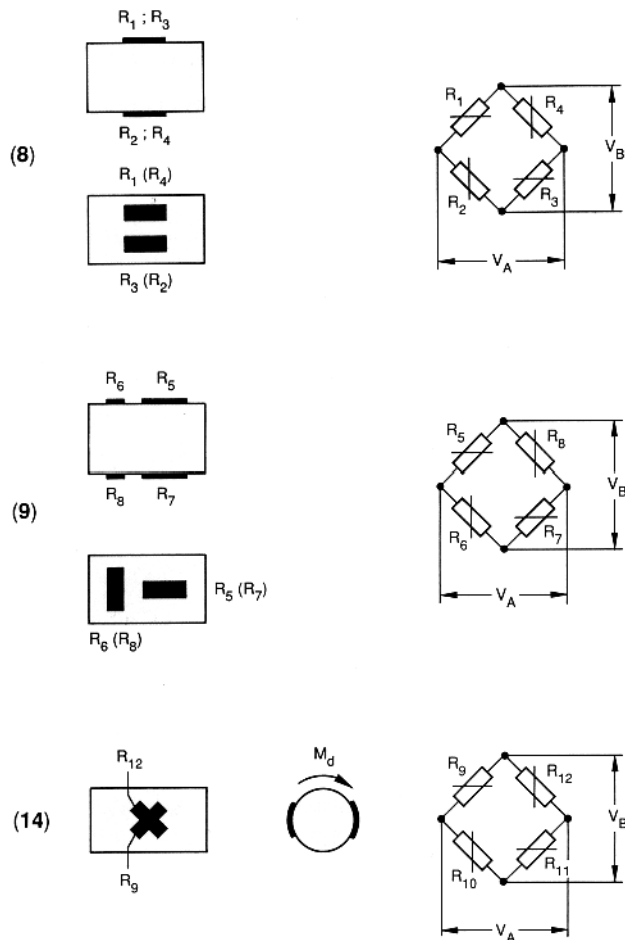 R1 ; R3
R2 ; R4
(8)
R1 (R4)
R3 (R2)
R1
R4
R2
R3
VB
VA
R6 R5
R8 R7
(9)
R5 (R7)
R6 (R8)
R5
R8
R6
R7
VB
VA
R12
(14)
R9
Md
R9
R12
R10
R11
VB
VA